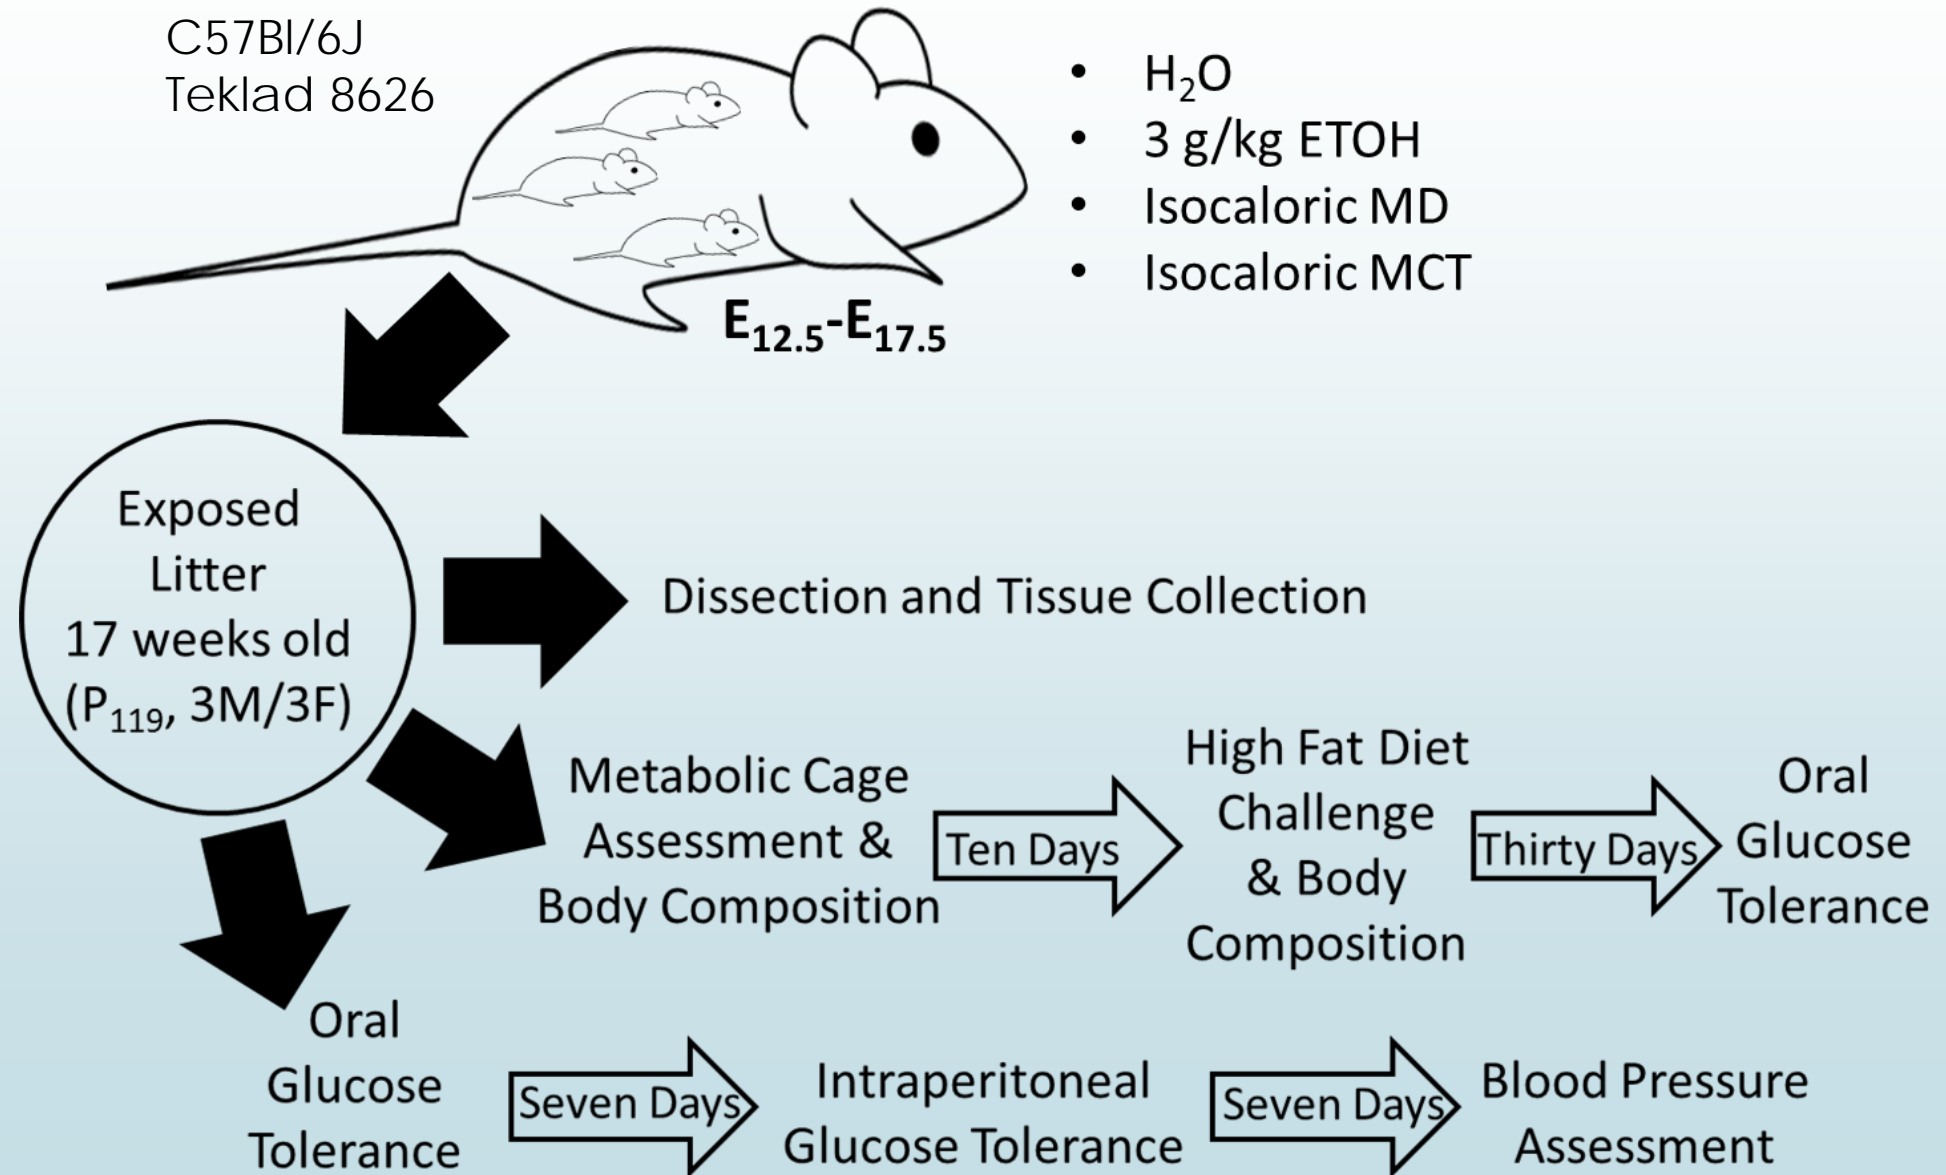 C57Bl/6J
Teklad 8626
• H₂O
• 3 g/kg ETOH
• Isocaloric MD
• Isocaloric MCT
E₁₂.₅-E₁₇.₅
Exposed
Litter
17 weeks old
(P₁₁₉, 3M/3F)
Dissection and Tissue Collection
Metabolic Cage
Assessment &
Body Composition
Ten Days
High Fat Diet
Challenge
& Body
Composition
Thirty Days
Oral
Glucose
Tolerance
Oral
Glucose
Tolerance
Seven Days
Intraperitoneal
Glucose Tolerance
Seven Days
Blood Pressure
Assessment